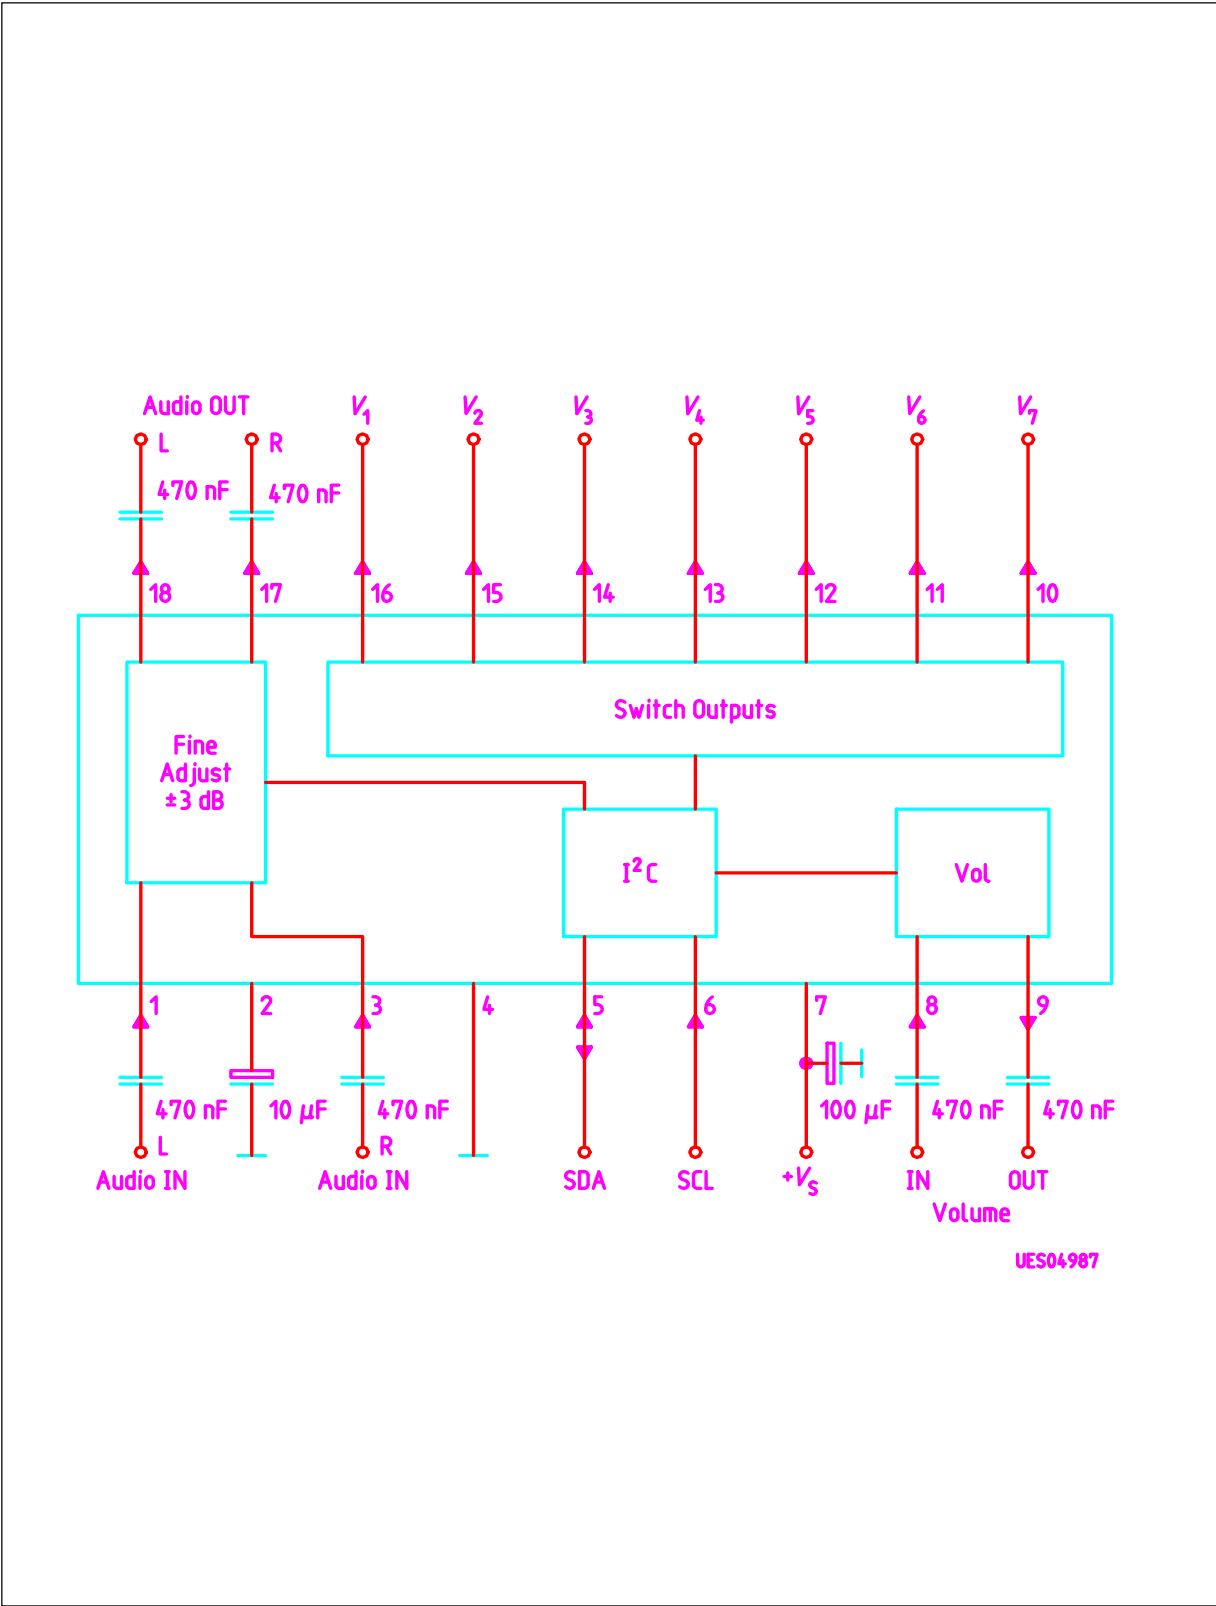 Audio OUT V1 V2 V3 V4 V5 V6 V7
L R
470 nF 470 nF
18 17 16 15 14 13 12 11 10
Switch Outputs
Fine
Adjust
±3 dB
I²C Vol
1 2 3 4 5 6 7 8 9
470 nF 10 µF 470 nF 100 µF 470 nF 470 nF
L R
Audio IN Audio IN SDA SCL +VS IN OUT
Volume
UES04987